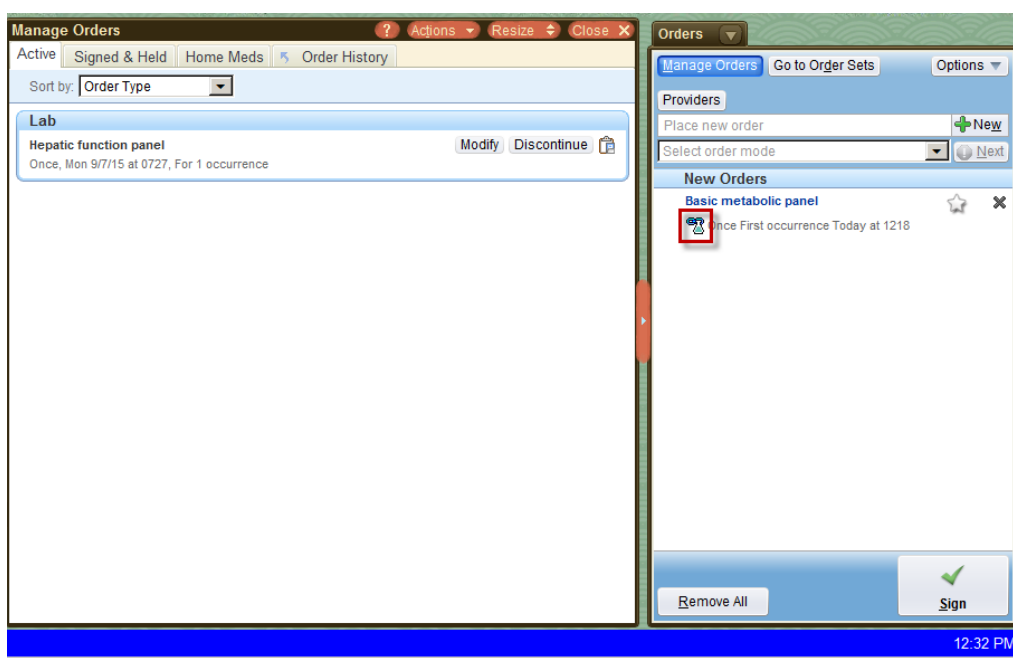 Manage Orders ? Actions Resize Close X
Active Signed & Held Home Meds Order History
Sort by: Order Type
Lab
Hepatic function panel Modify Discontinue
Once, Mon 9/7/15 at 0727, For 1 occurrence
Orders
Manage Orders Go to Order Sets Options
Providers
Place new order New
Select order mode Next
New Orders
Basic metabolic panel
Once First occurrence Today at 1218
Remove All Sign
12:32 PM